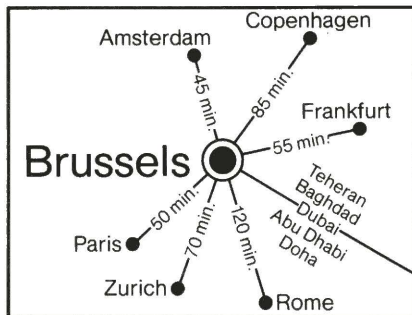 Copenhagen
Amsterdam
45 min.
85 min.
Frankfurt
55 min.
Brussels
Teheran
Baghdad
Dubai
Abu Dhabi
Doha
50 min.
70 min.
120 min.
Paris
Zurich
Rome